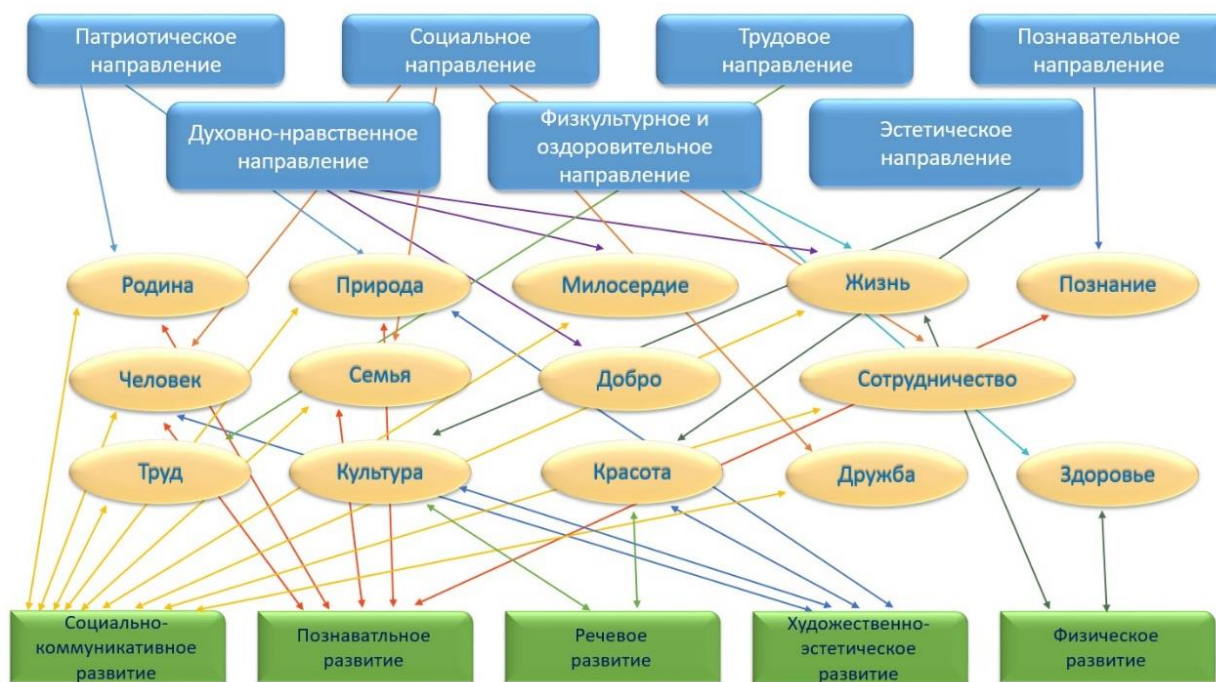 Патриотическое
направление
Социальное
направление
Трудовое
направление
Познавательное
направление
Духовно-нравственное
направление
Физкультурное и
оздоровительное
направление
Эстетическое
направление
Родина
Природа
Милосердие
Жизнь
Познание
Человек
Семья
Добро
Сотрудничество
Труд
Культура
Красота
Дружба
Здоровье
Социально-
коммуникативное
развитие
Познаватльное
развитие
Речевое
развитие
Художественно-
эстетическое
развитие
Физическое
развитие